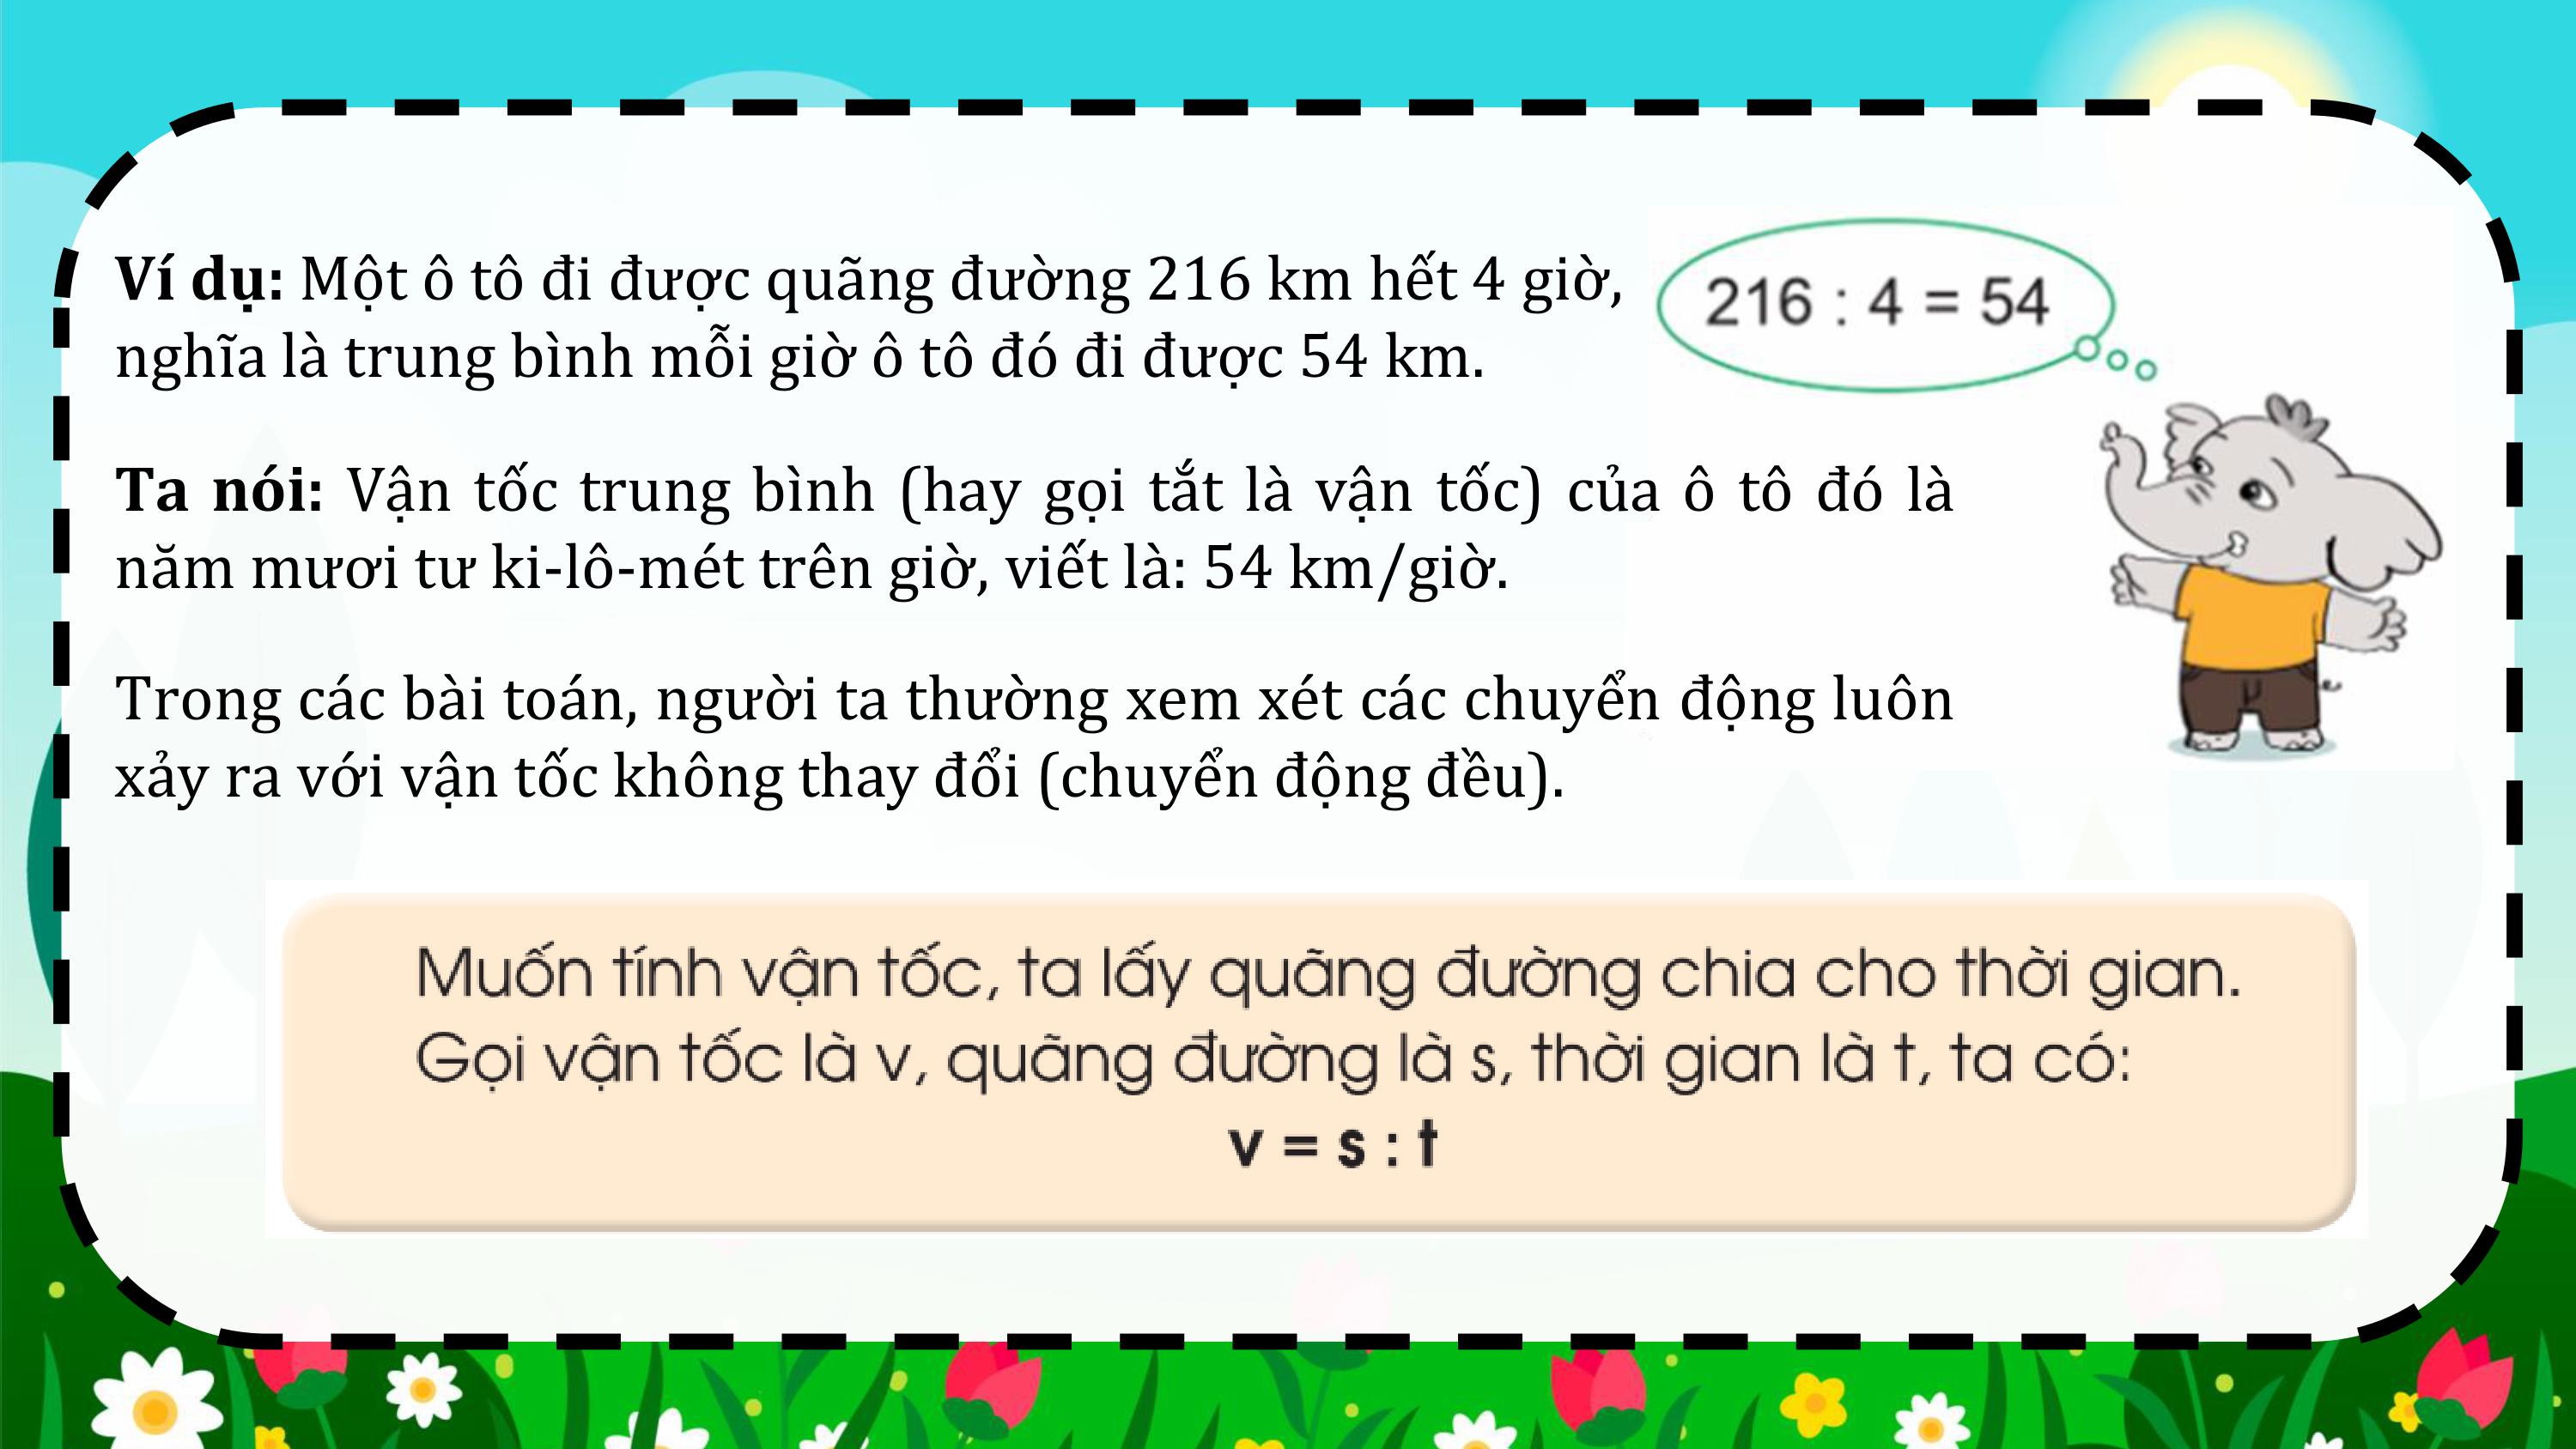 Ví dụ: Một ô tô đi được quãng đường 216 km hết 4 giờ,
nghĩa là trung bình mỗi giờ ô tô đó đi được 54 km.
216 : 4 = 54
Ta nói: Vận tốc trung bình (hay gọi tắt là vận tốc) của ô tô đó là
năm mươi tư ki-lô-mét trên giờ, viết là: 54 km/giờ.
Trong các bài toán, người ta thường xem xét các chuyển động luôn
xảy ra với vận tốc không thay đổi (chuyển động đều).
Muốn tính vận tốc, ta lấy quãng đường chia cho thời gian.
Gọi vận tốc là v, quãng đường là s, thời gian là t, ta có:
v = s : t